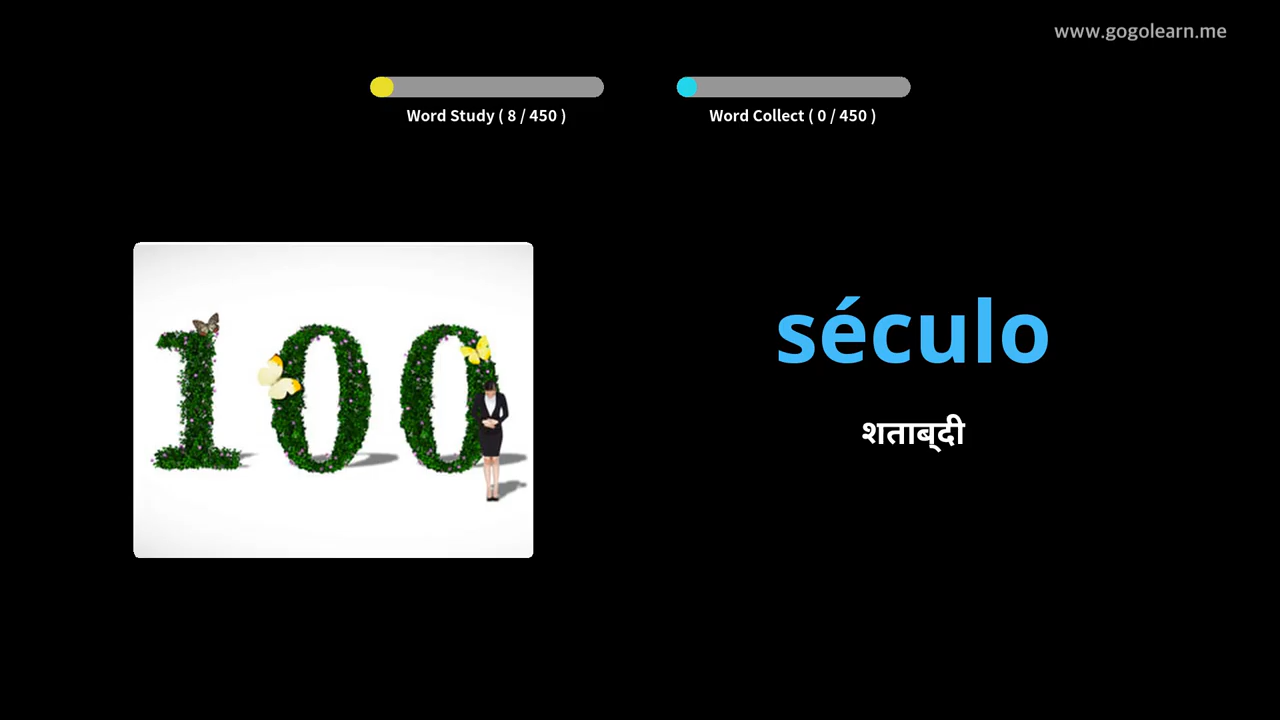 www.gogolearn.me
Word Study ( 8 / 450 )
Word Collect ( 0 / 450 )
100
século
शताब्दी